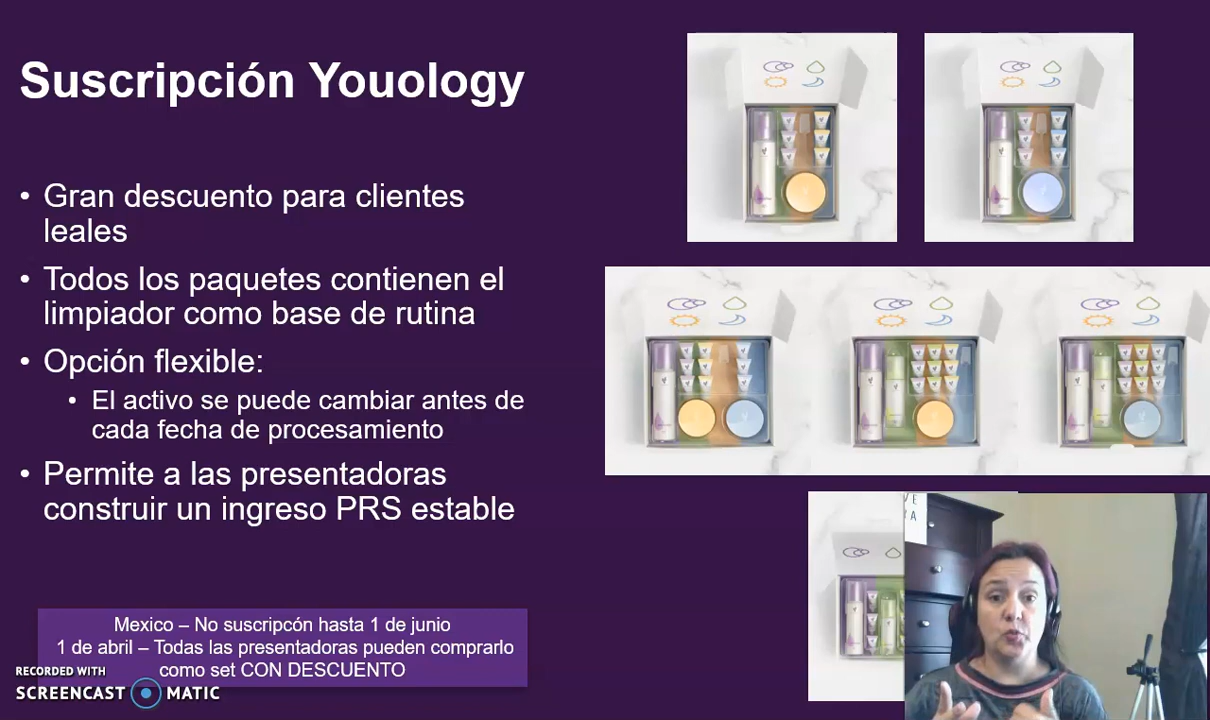 Suscripción Youology
• Gran descuento para clientes
leales
• Todos los paquetes contienen el
limpiador como base de rutina
• Opción flexible:
• El activo se puede cambiar antes de
cada fecha de procesamiento
• Permite a las presentadoras
construir un ingreso PRS estable
Mexico – No suscripcón hasta 1 de junio
1 de abril – Todas las presentadoras pueden comprarlo
como set CON DESCUENTO
RECORDED WITH
SCREENCAST MATIC